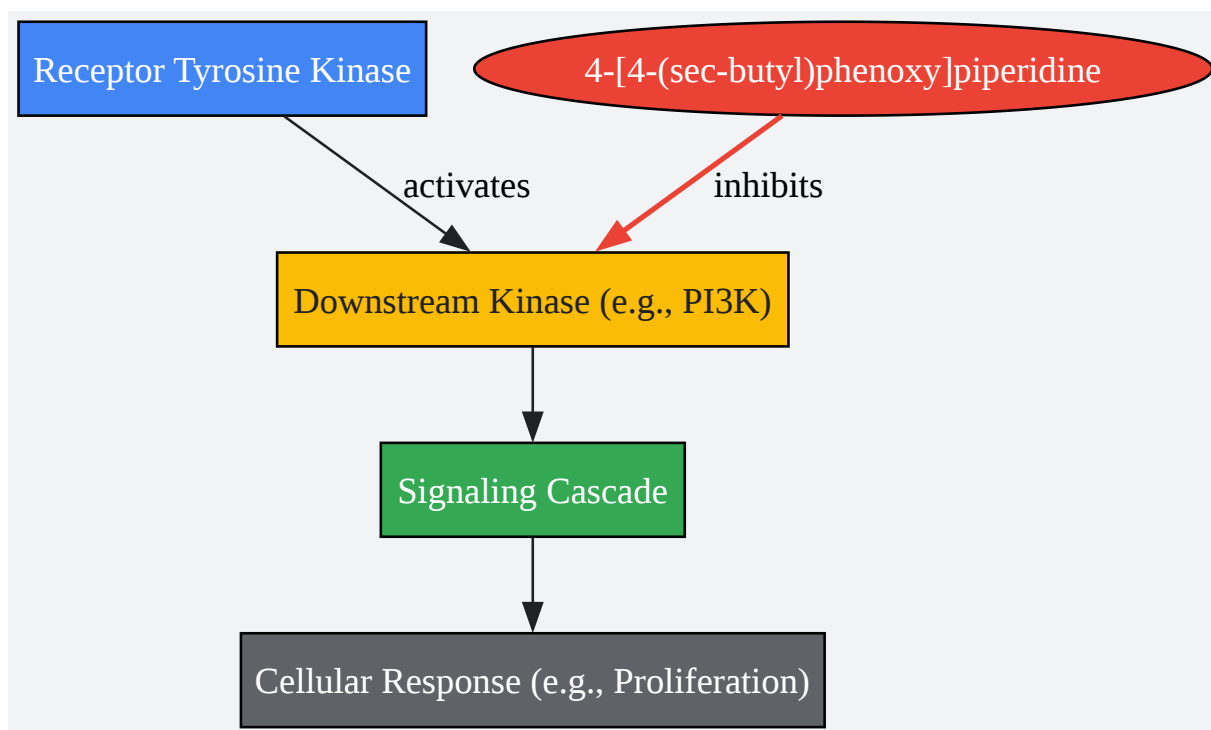 Receptor Tyrosine Kinase
4-[4-(sec-butyl)phenoxy]piperidine
activates
inhibits
Downstream Kinase (e.g., PI3K)
Signaling Cascade
Cellular Response (e.g., Proliferation)